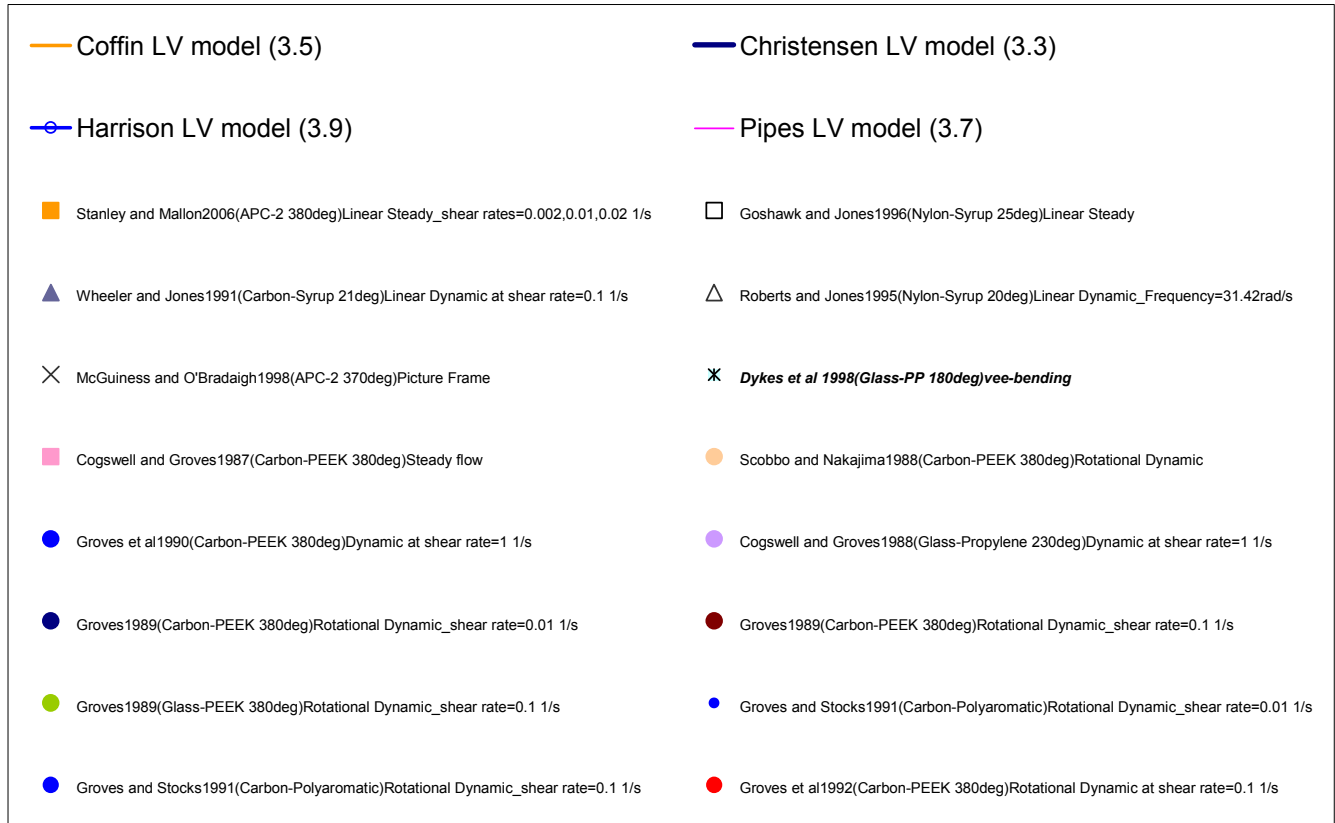 Coffin LV model (3.5)
Christensen LV model (3.3)
Harrison LV model (3.9)
Pipes LV model (3.7)
Stanley and Mallon2006(APC-2 380deg)Linear Steady_shear rates=0.002,0.01,0.02 1/s
Goshawk and Jones1996(Nylon-Syrup 25deg)Linear Steady
Wheeler and Jones1991(Carbon-Syrup 21deg)Linear Dynamic at shear rate=0.1 1/s
Roberts and Jones1995(Nylon-Syrup 20deg)Linear Dynamic_Frequency=31.42rad/s
McGuiness and O'Bradaigh1998(APC-2 370deg)Picture Frame
Dykes et al 1998(Glass-PP 180deg)vee-bending
Cogswell and Groves1987(Carbon-PEEK 380deg)Steady flow
Scobbo and Nakajima1988(Carbon-PEEK 380deg)Rotational Dynamic
Groves et al1990(Carbon-PEEK 380deg)Dynamic at shear rate=1 1/s
Cogswell and Groves1988(Glass-Propylene 230deg)Dynamic at shear rate=1 1/s
Groves1989(Carbon-PEEK 380deg)Rotational Dynamic_shear rate=0.01 1/s
Groves1989(Carbon-PEEK 380deg)Rotational Dynamic_shear rate=0.1 1/s
Groves1989(Glass-PEEK 380deg)Rotational Dynamic_shear rate=0.1 1/s
Groves and Stocks1991(Carbon-Polyaromatic)Rotational Dynamic_shear rate=0.01 1/s
Groves and Stocks1991(Carbon-Polyaromatic)Rotational Dynamic_shear rate=0.1 1/s
Groves et al1992(Carbon-PEEK 380deg)Rotational Dynamic at shear rate=0.1 1/s